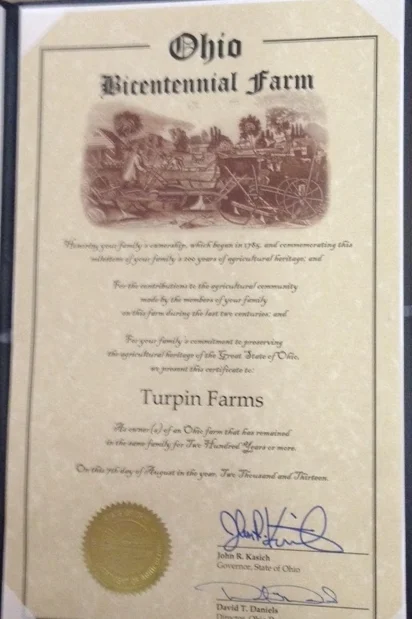 Ohio
Bicentennial Farm
Honoring your family's ownership, which began in 1789, and commemorating this
milestone of your family's 200 years of agricultural heritage; and
For the contributions to the agricultural community
made by the members of your family
on this farm during the last two centuries; and
For your family's commitment to preserving
the agricultural heritage of the Great State of Ohio,
we present this certificate to:
Turpin Farms
As owner(s) of an Ohio farm that has remained
in the same family for Two Hundred Years or more.
On this 7th day of August in the year, Two Thousand and Thirteen.
John R. Kasich
Governor, State of Ohio
David T. Daniels
Director, Ohio